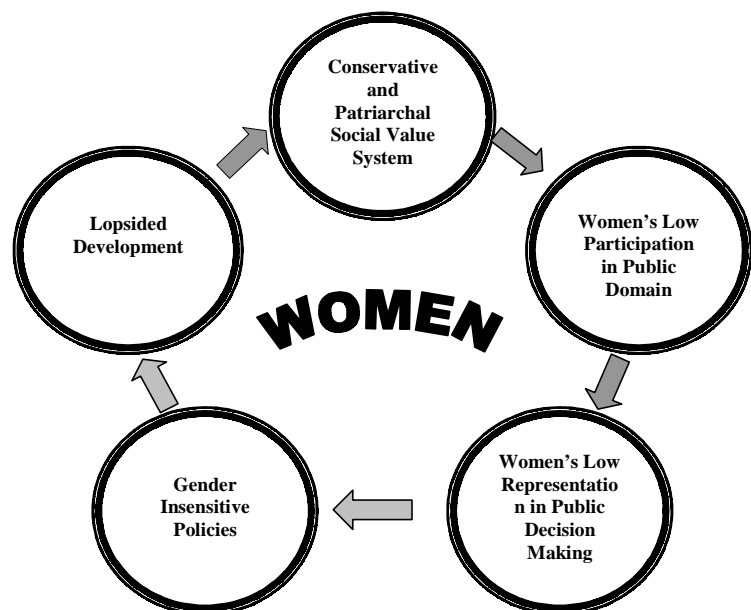 Conservative
and
Patriarchal
Social Value
System
Women's Low
Participation
in Public
Domain
Women's Low
Representatio
n in Public
Decision
Making
Gender
Insensitive
Policies
Lopsided
Development
WOMEN